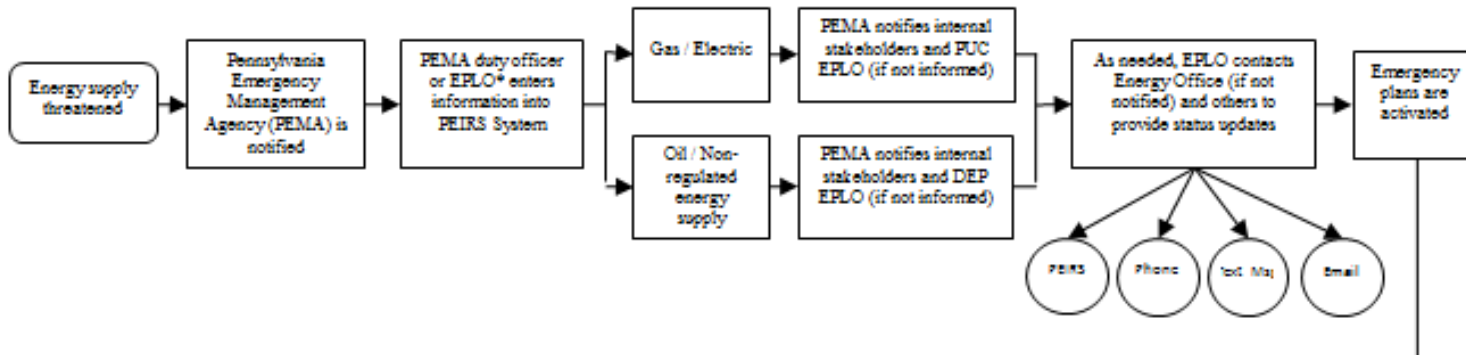 Energy supply
threatened
Pennsylvania
Emergency
Management
Agency (PEMA) is
notified
PEMA duty officer
or EPLO* enters
information into
PEIRS System
Gas / Electric
PEMA notifies internal
stakeholders and PUC
EPLO (if not informed)
Oil / Non-
regulated
energy
supply
PEMA notifies internal
stakeholders and DEP
EPLO (if not informed)
As needed, EPLO contacts
Energy Office (if not
notified) and others to
provide status updates
Emergency
plans are
activated
PEIRS
Phone
Email